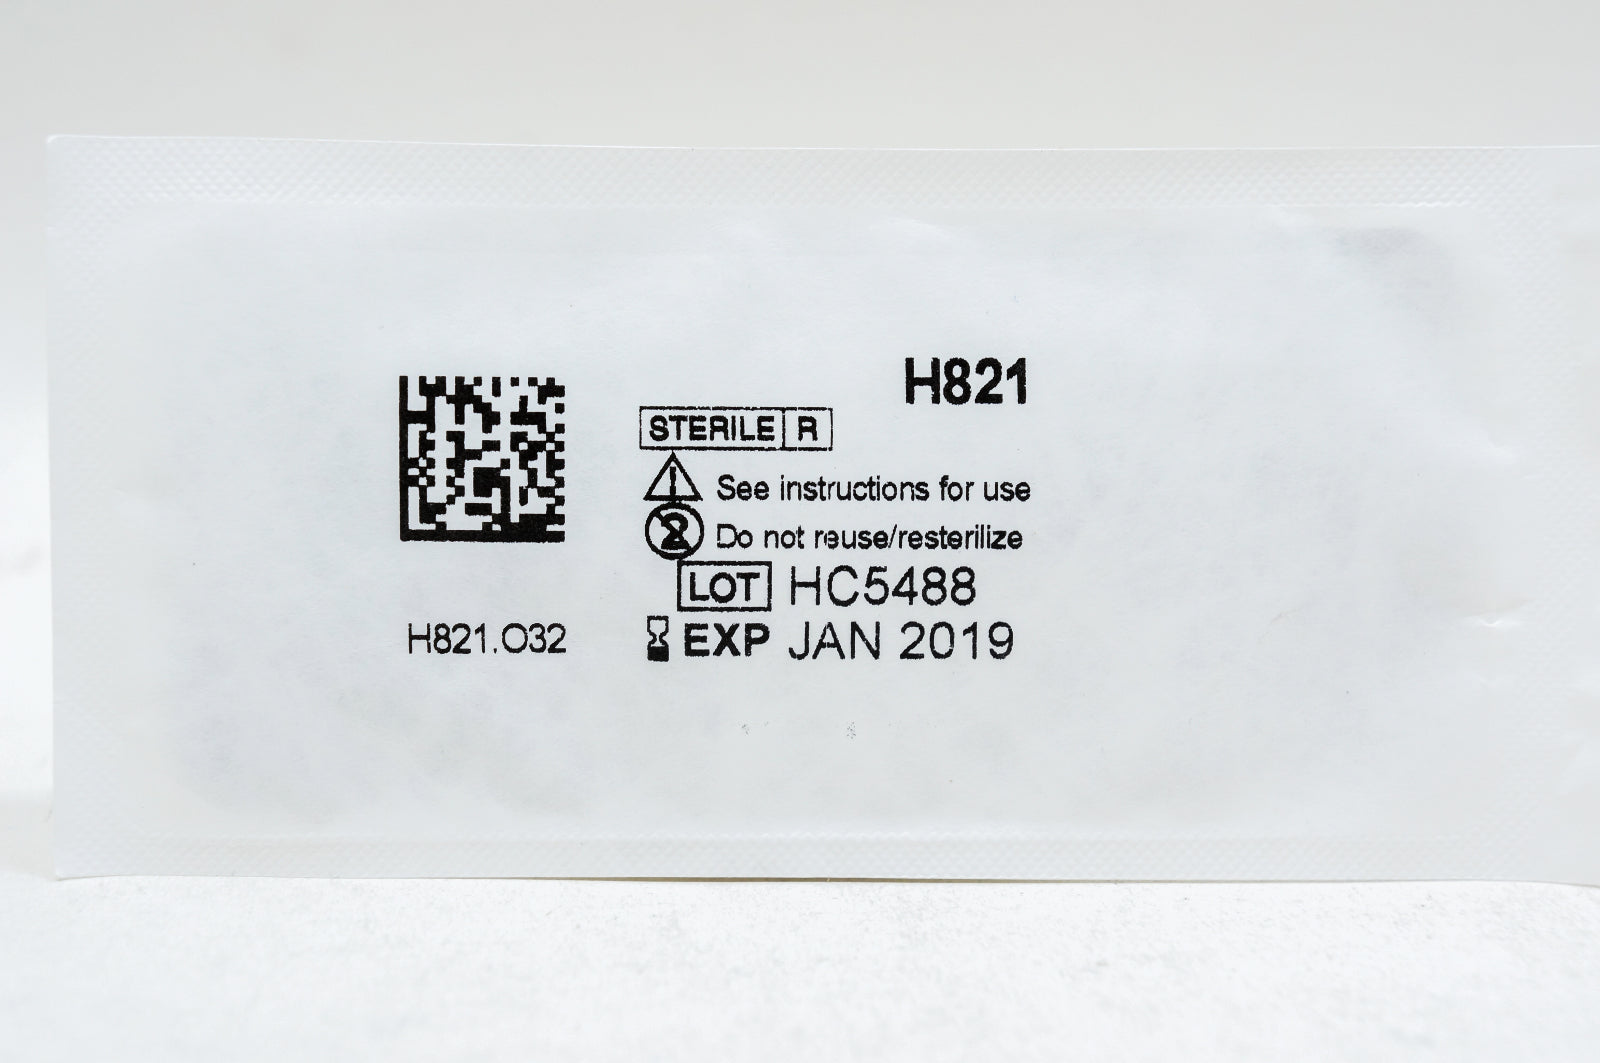 H821
STERILE R
See instructions for use
Do not reuse/resterilize
LOT HC5488
H821.O32
EXP JAN 2019